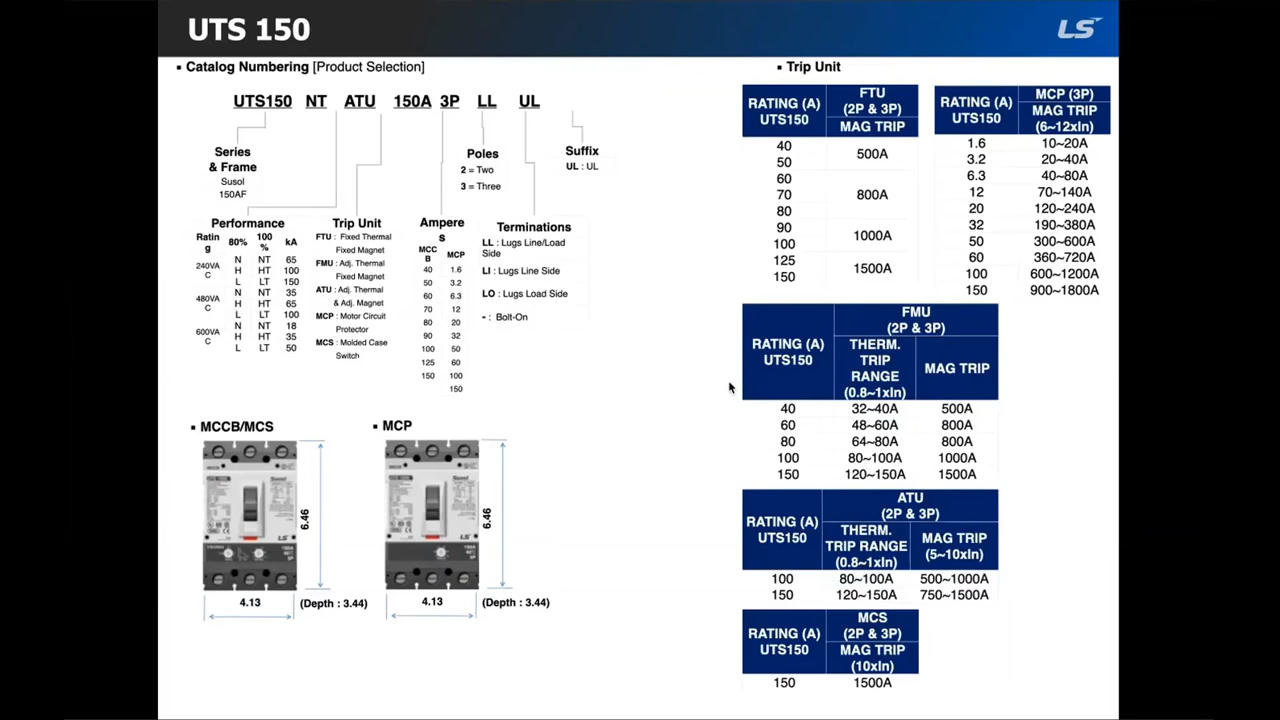 UTS 150
LS
▪ Catalog Numbering [Product Selection]
UTS150 NT ATU 150A 3P LL UL
Series
& Frame
Susol
150AF
Poles
2 = Two
3 = Three
Suffix
UL : UL
Performance
Ratin
g
80%
100
%
kA
240VA
C
N NT 65
H HT 100
L LT 150
480VA
C
N NT 35
H HT 65
L LT 100
600VA
C
N NT 18
H HT 35
L LT 50
Trip Unit
FTU : Fixed Thermal
Fixed Magnet
FMU : Adj. Thermal
Fixed Magnet
ATU : Adj. Thermal
& Adj. Magnet
MCP : Motor Circuit
Protector
MCS : Molded Case
Switch
Ampere
s
MCC
B
MCP
40 1.6
50 3.2
60 6.3
70 12
80 20
90 32
100 50
125 60
150 100
150
Terminations
LL : Lugs Line/Load
Side
LI : Lugs Line Side
LO : Lugs Load Side
- : Bolt-On
▪ MCCB/MCS
6.46
4.13
(Depth : 3.44)
▪ MCP
6.46
4.13
(Depth : 3.44)
▪ Trip Unit
RATING (A)
UTS150
FTU
(2P & 3P)
MAG TRIP
40
50
500A
60
70
80
800A
90
100
1000A
125
150
1500A
RATING (A)
UTS150
MCP (3P)
MAG TRIP
(6~12xIn)
1.6 10~20A
3.2 20~40A
6.3 40~80A
12 70~140A
20 120~240A
32 190~380A
50 300~600A
60 360~720A
100 600~1200A
150 900~1800A
RATING (A)
UTS150
FMU
(2P & 3P)
THERM.
TRIP
RANGE
(0.8~1xIn)
MAG TRIP
40 32~40A 500A
60 48~60A 800A
80 64~80A 800A
100 80~100A 1000A
150 120~150A 1500A
RATING (A)
UTS150
ATU
(2P & 3P)
THERM.
TRIP RANGE
(0.8~1xIn)
MAG TRIP
(5~10xIn)
100 80~100A 500~1000A
150 120~150A 750~1500A
RATING (A)
UTS150
MCS
(2P & 3P)
MAG TRIP
(10xIn)
150 1500A